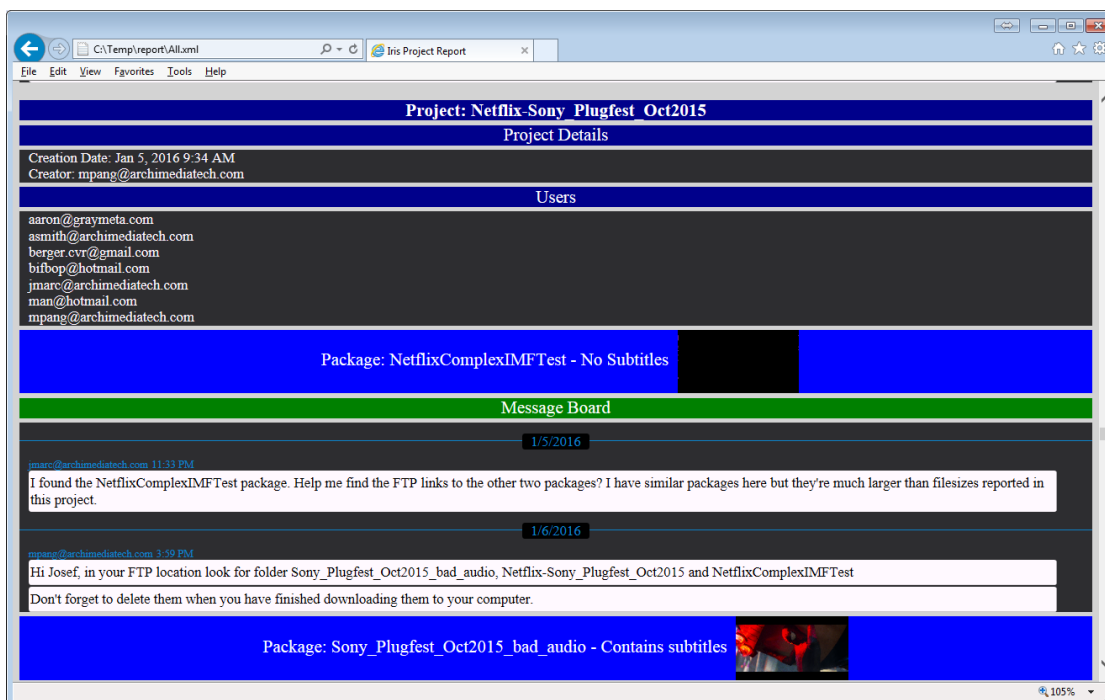 C:\Temp\report\All.xml
Iris Project Report
File Edit View Favorites Tools Help
Project: Netflix-Sony_Plugfest_Oct2015
Project Details
Creation Date: Jan 5, 2016 9:34 AM
Creator: mpang@archimediatech.com
Users
aaron@graymeta.com
asmith@archimediatech.com
berger.cvr@gmail.com
bifbop@hotmail.com
jmarc@archimediatech.com
man@hotmail.com
mpang@archimediatech.com
Package: NetflixComplexIMFTest - No Subtitles
Message Board
1/5/2016
jmarc@archimediatech.com 11:33 PM
I found the NetflixComplexIMFTest package. Help me find the FTP links to the other two packages? I have similar packages here but they're much larger than filesizes reported in
this project.
1/6/2016
mpang@archimediatech.com 3:59 PM
Hi Josef, in your FTP location look for folder Sony_Plugfest_Oct2015_bad_audio, Netflix-Sony_Plugfest_Oct2015 and NetflixComplexIMFTest
Don't forget to delete them when you have finished downloading them to your computer.
Package: Sony_Plugfest_Oct2015_bad_audio - Contains subtitles
105%